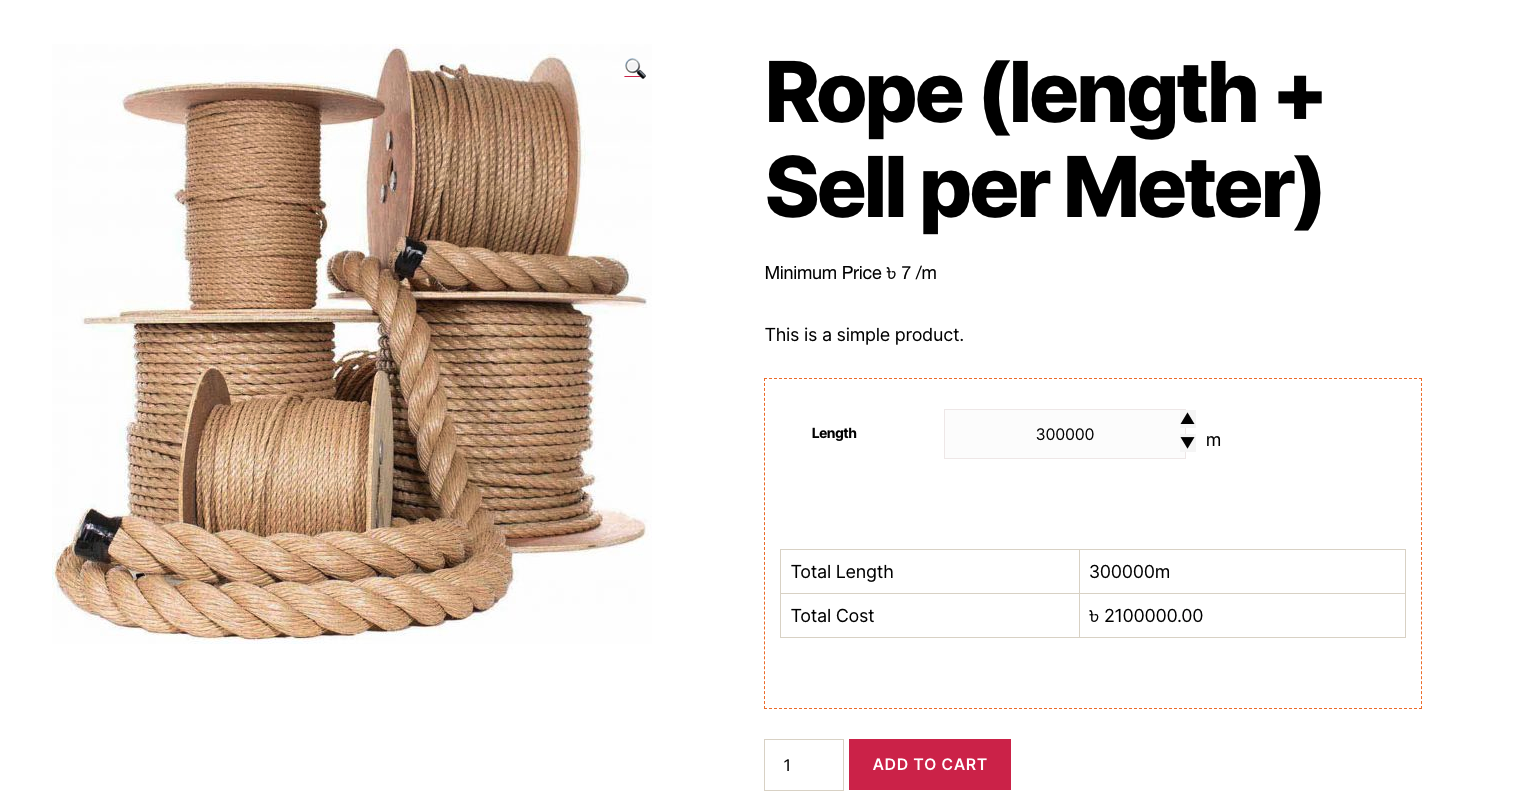 Rope (length +
Sell per Meter)
Minimum Price ৳ 7 /m
This is a simple product.
Length 300000 m
Total Length 300000m
Total Cost ৳ 2100000.00
1 ADD TO CART